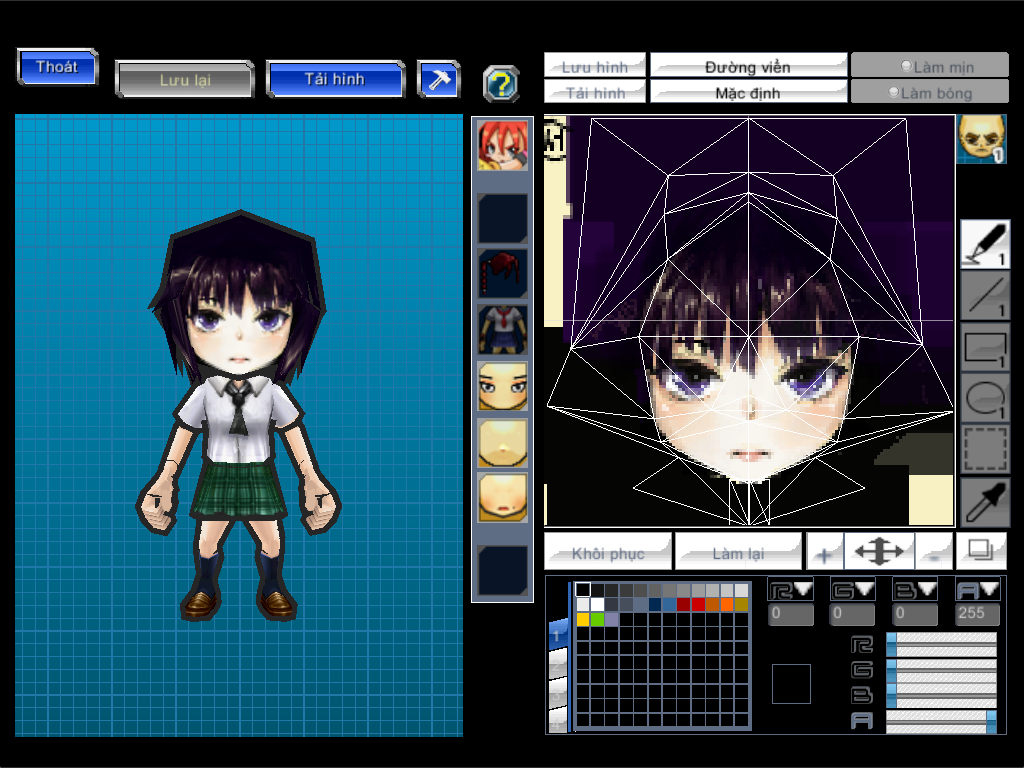 Thoát
Lưu lại
Tải hình
?
Lưu hình
Đường viền
Làm mịn
Tải hình
Mặc định
Làm bóng
1
1
1
1
1
Khôi phục
Làm lại
+
-
R
G
B
A
0
0
0
255
1
R
G
B
A